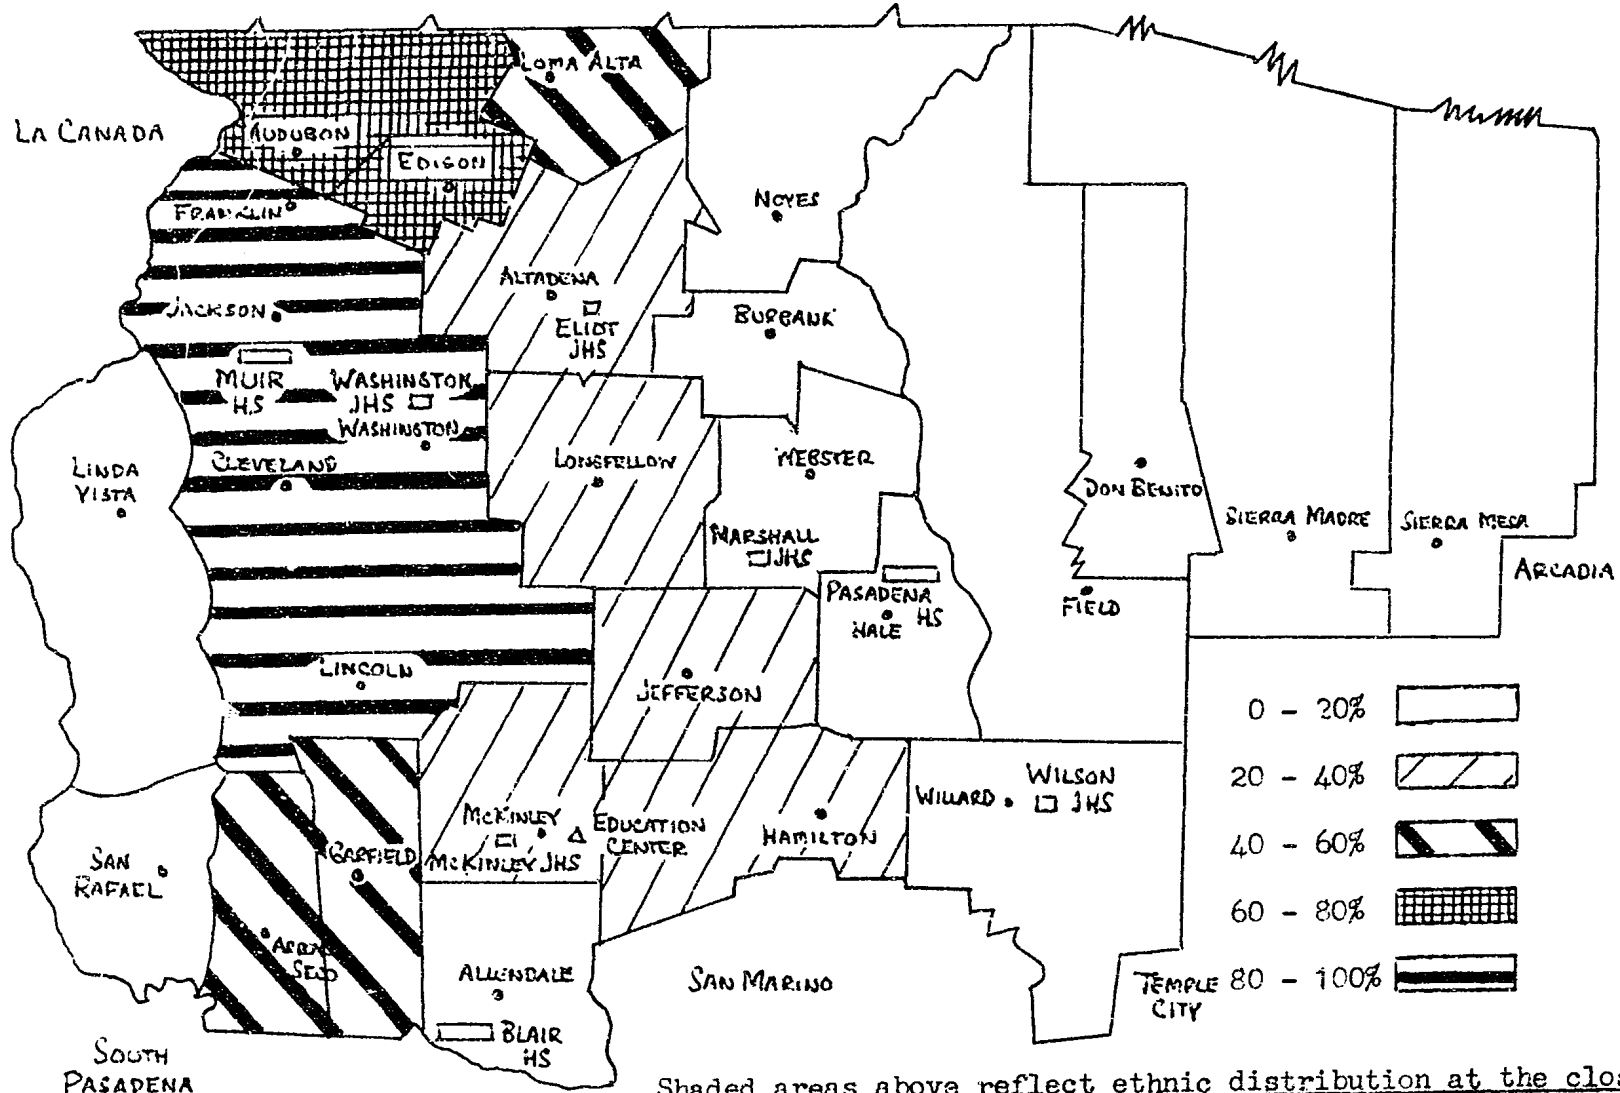 LOMA ALTA
LA CANADA
AUDUBON
EDISON
FRANKLIN
NOYES
ALTADENA
ELIOT
JHS
JACKSON
BURBANK
MUIR
HS
WASHINGTON
JHS
WASHINGTON
CLEVELAND
LINDA
VISTA
LONGFELLOW
WEBSTER
DON BENITO
SIERRA MADRE
SIERRA MESA
MARSHALL
JHS
ARCADIA
PASADENA
HS
HALE
FIELD
LINCOLN
JEFFERSON
0 - 20%
20 - 40%
40 - 60%
60 - 80%
80 - 100%
WILLARD
WILSON
JHS
MCKINLEY
MCKINLEY JHS
EDUCATION
CENTER
HAMILTON
SAN
RAFAEL
GARFIELD
SECO
ALLENDALE
SAN MARINO
TEMPLE
CITY
BLAIR
HS
SOUTH
PASADENA
Shaded areas above reflect ethnic distribution at the clos